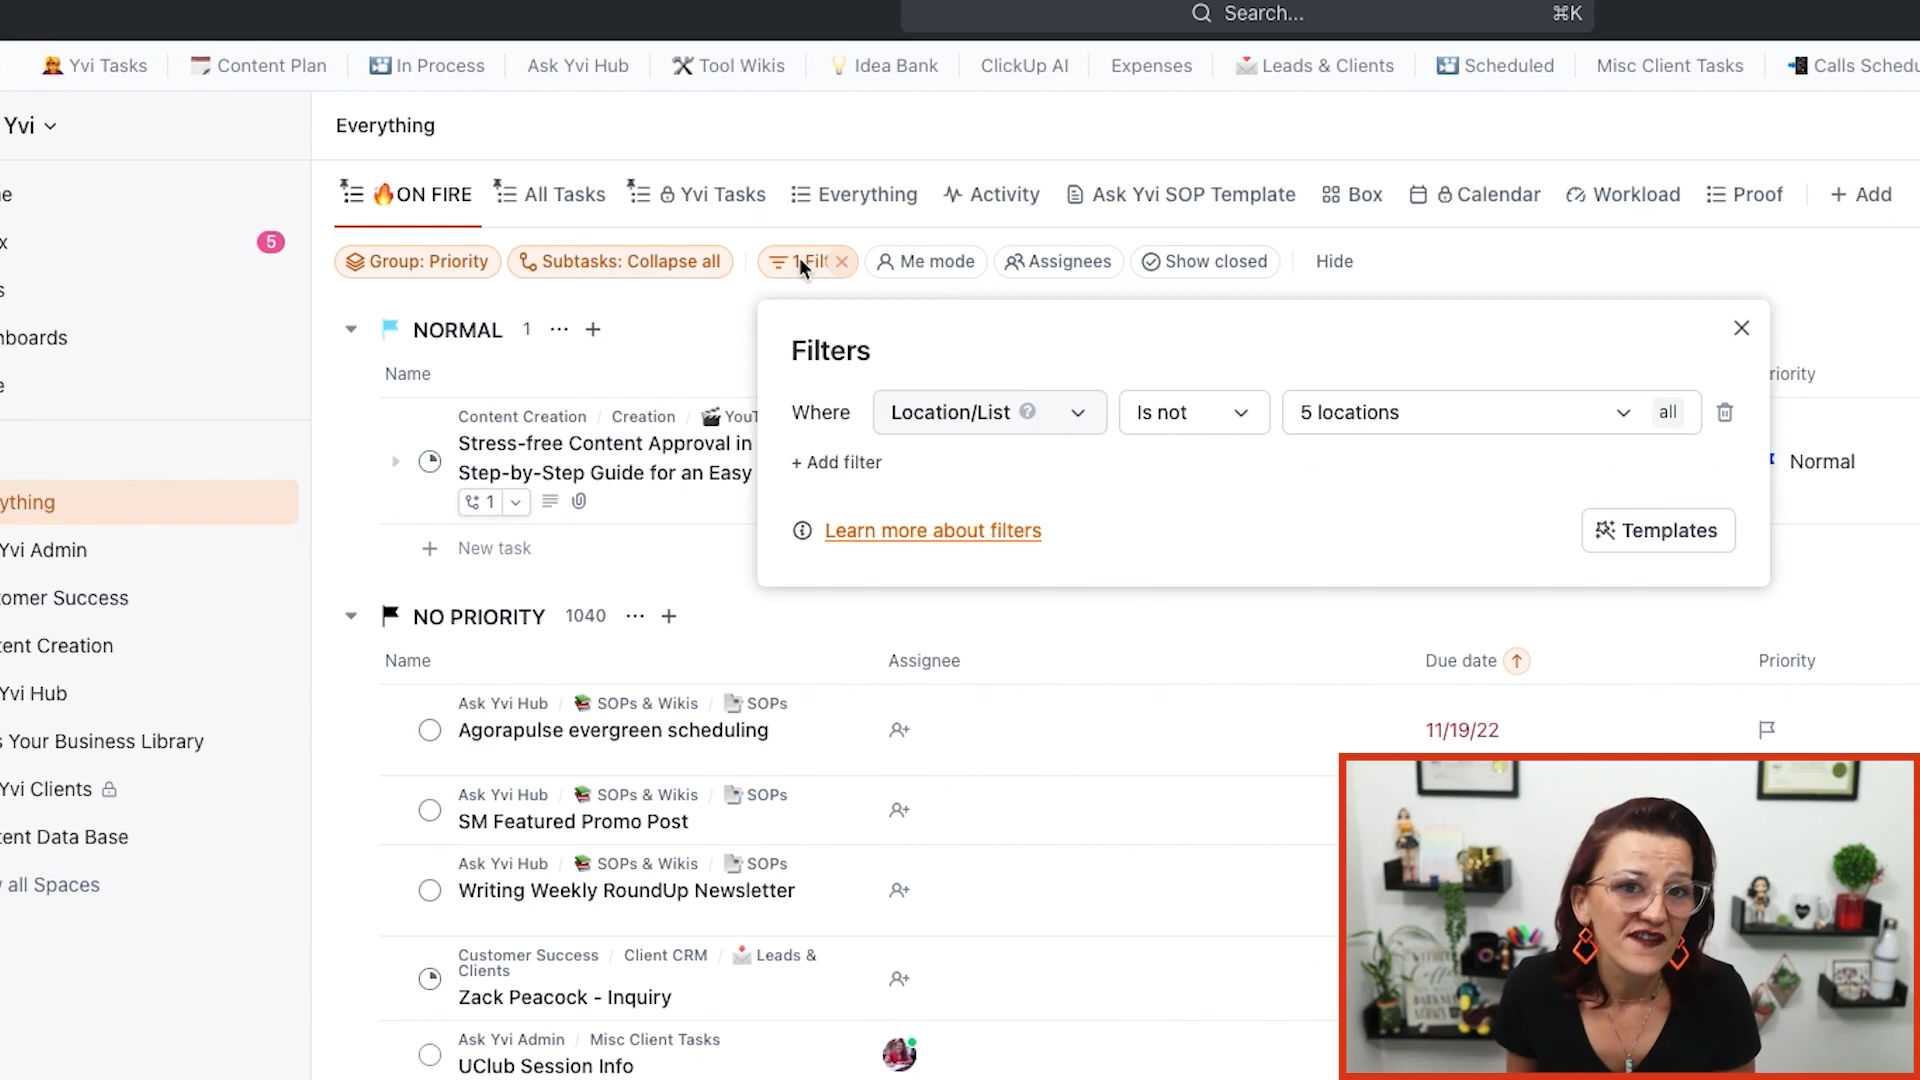 Search... ⌘K
Yvi Tasks Content Plan In Process Ask Yvi Hub Tool Wikis Idea Bank ClickUp AI Expenses Leads & Clients Scheduled Misc Client Tasks Calls Schedu
Yvi
Everything
ON FIRE All Tasks Yvi Tasks Everything Activity Ask Yvi SOP Template Box Calendar Workload Proof + Add
5
Group: Priority Subtasks: Collapse all 1 Filt Me mode Assignees Show closed Hide
nboards
NORMAL 1 ... +
Name
riority
Filters
Where Location/List ? Is not 5 locations all
+ Add filter
Learn more about filters
Templates
Content Creation / Creation / YouT
Stress-free Content Approval in
Step-by-Step Guide for an Easy
1
Normal
+ New task
ything
Yvi Admin
omer Success
ent Creation
Yvi Hub
s Your Business Library
Yvi Clients
ent Data Base
all Spaces
NO PRIORITY 1040 ... +
Name Assignee Due date Priority
Ask Yvi Hub / SOPs & Wikis / SOPs
Agorapulse evergreen scheduling
11/19/22
Ask Yvi Hub / SOPs & Wikis / SOPs
SM Featured Promo Post
Ask Yvi Hub / SOPs & Wikis / SOPs
Writing Weekly RoundUp Newsletter
Customer Success / Client CRM / Leads &
Clients
Zack Peacock - Inquiry
Ask Yvi Admin / Misc Client Tasks
UClub Session Info